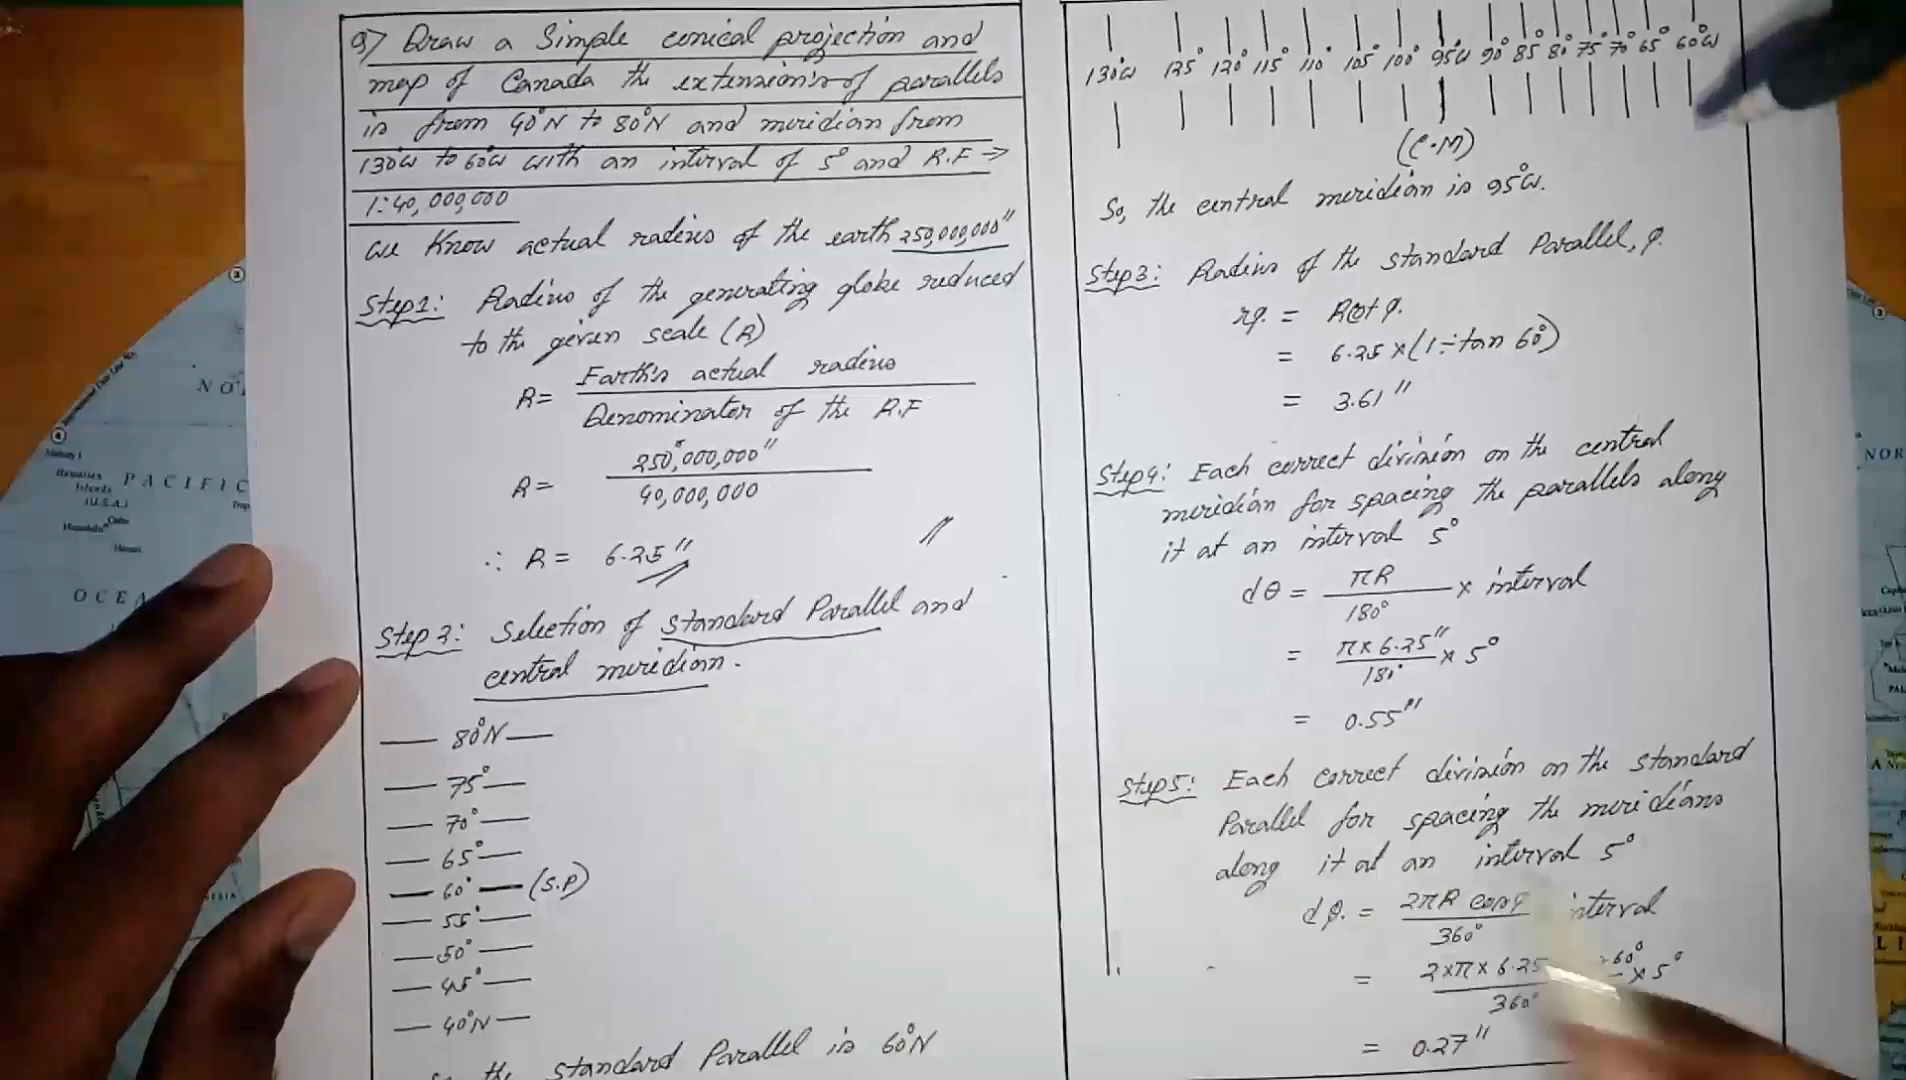 Q) Draw a Simple conical projection and
map of Canada the extension's of parallels
is from 40°N to 80°N and meridian from
130°W to 60°W with an interval of 5° and R.F ⇒
1:40,000,000
We Know actual radius of the earth 250,000,000"
Step1: Radius of the generating globe reduced
to the given scale (R)
R= Earth's actual radius
Denominator of the R.F
R= 250,000,000"
40,000,000
∴ R= 6.25"
Step 2: Selection of Standard Parallel and
central meridian.
80°N
75°
70°
65°
60° (S.P)
55°
50°
45°
40°N
the standard Parallel is 60°N
130°W 125° 120° 115° 110° 105° 100° 95°W 90° 85° 80° 75° 70° 65° 60°W
(C.M)
So, the central meridian is 95°W.
Step3: Radius of the standard Parallel, φ.
rφ. = R Cot φ.
= 6.25 × (1÷tan 60°)
= 3.61"
Step4: Each correct division on the central
meridian for spacing the parallels along
it at an interval 5°
dθ = πR
180° × interval
= π × 6.25"
180° × 5°
= 0.55"
Step5: Each correct division on the standard
Parallel for spacing the meridians
along it at an interval 5°
dφ. = 2πR cosφ
360° interval
= 2×π×6.25 60°
360° × 5°
= 0.27"
PACIFIC
Hawaiian
Islands
(U.S.A.)
Honolulu
Hawaii
NOR